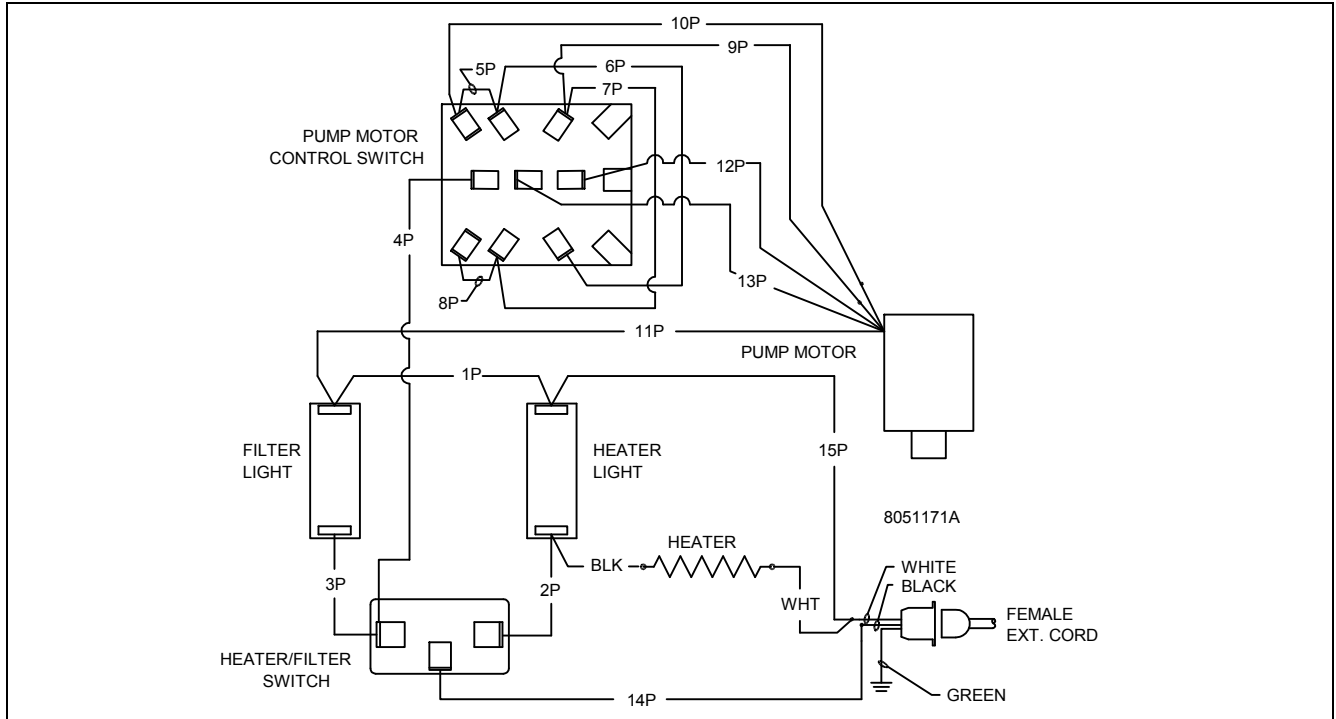 10P
9P
5P
6P
7P
PUMP MOTOR
CONTROL SWITCH
12P
4P
13P
8P
11P
PUMP MOTOR
1P
FILTER
LIGHT
HEATER
LIGHT
15P
8051171A
HEATER
BLK
WHITE
BLACK
3P
2P
WHT
FEMALE
EXT. CORD
HEATER/FILTER
SWITCH
14P
GREEN